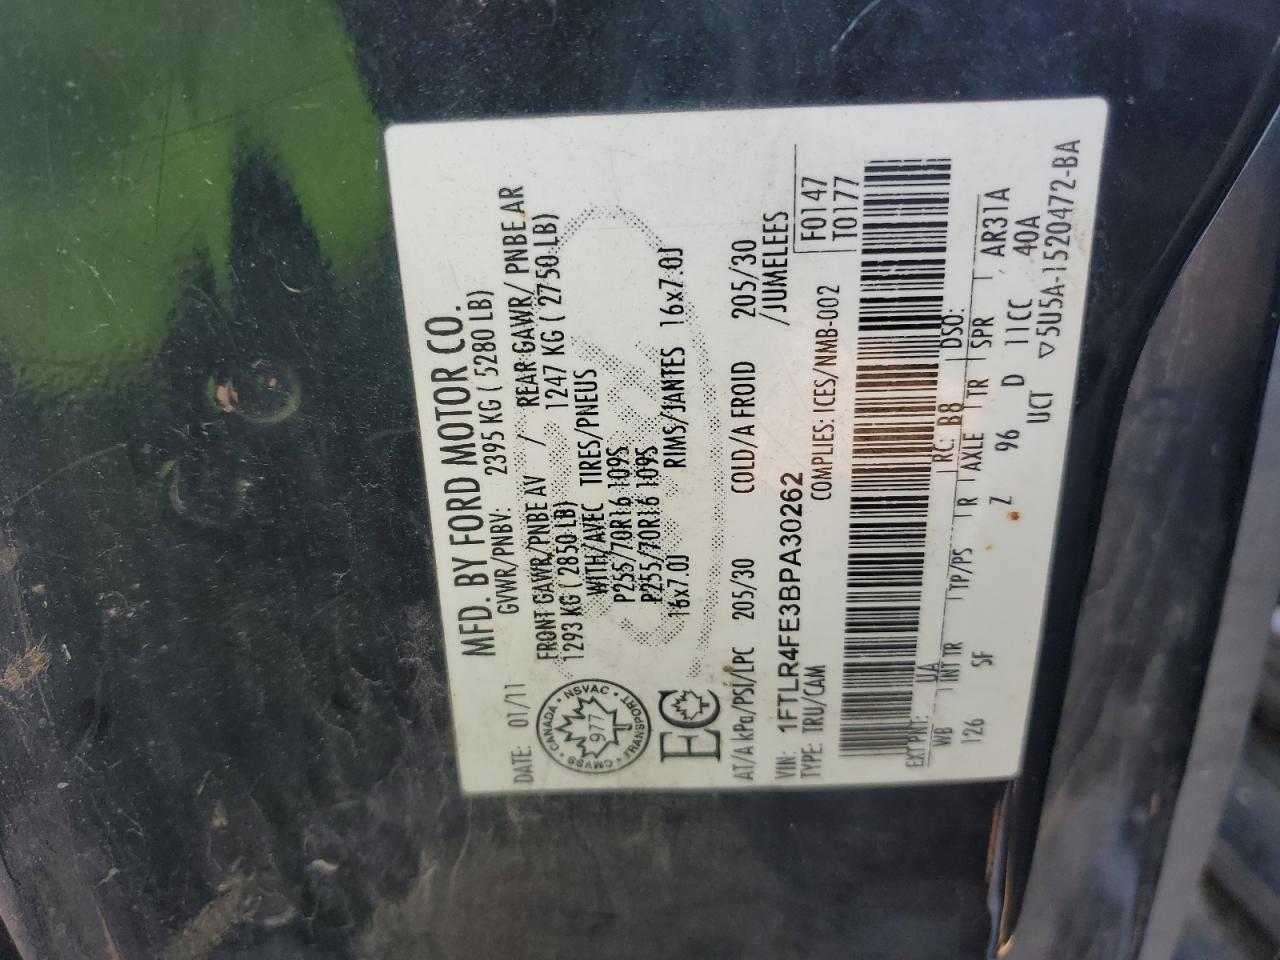 MFD. BY FORD MOTOR CO.
DATE: 01/11 GVWR/PNBV: 2395 KG ( 5280 LB)
FRONT GAWR/PNBE AV / REAR GAWR/ PNBE AR
1293 KG ( 2850 LB) 1247 KG ( 2750 LB)
WITH/AVEC TIRES/PNEUS
P255/70R16 109S
P255/70R16 109S
16x7.0J RIMS/JANTES 16x7.0J
CANADA • NSVAC • TRANSPORT • CMVSS •
977
EC
AT/A kPa/PSI/LPC 205/30 COLD/A FROID 205/30
/JUMELEES
VIN: 1FTLR4FE3BPA30262
TYPE: TRU/CAM COMPLIES: ICES/NMB-002
F0147
T0177
EXT PNT: UA RC: B8 DSO:
WB INT TR TP/PS R AXLE TR SPR AR31A
126 SF Z 96 D 11CC 40A
UCT ▽5U5A-1520472-BA